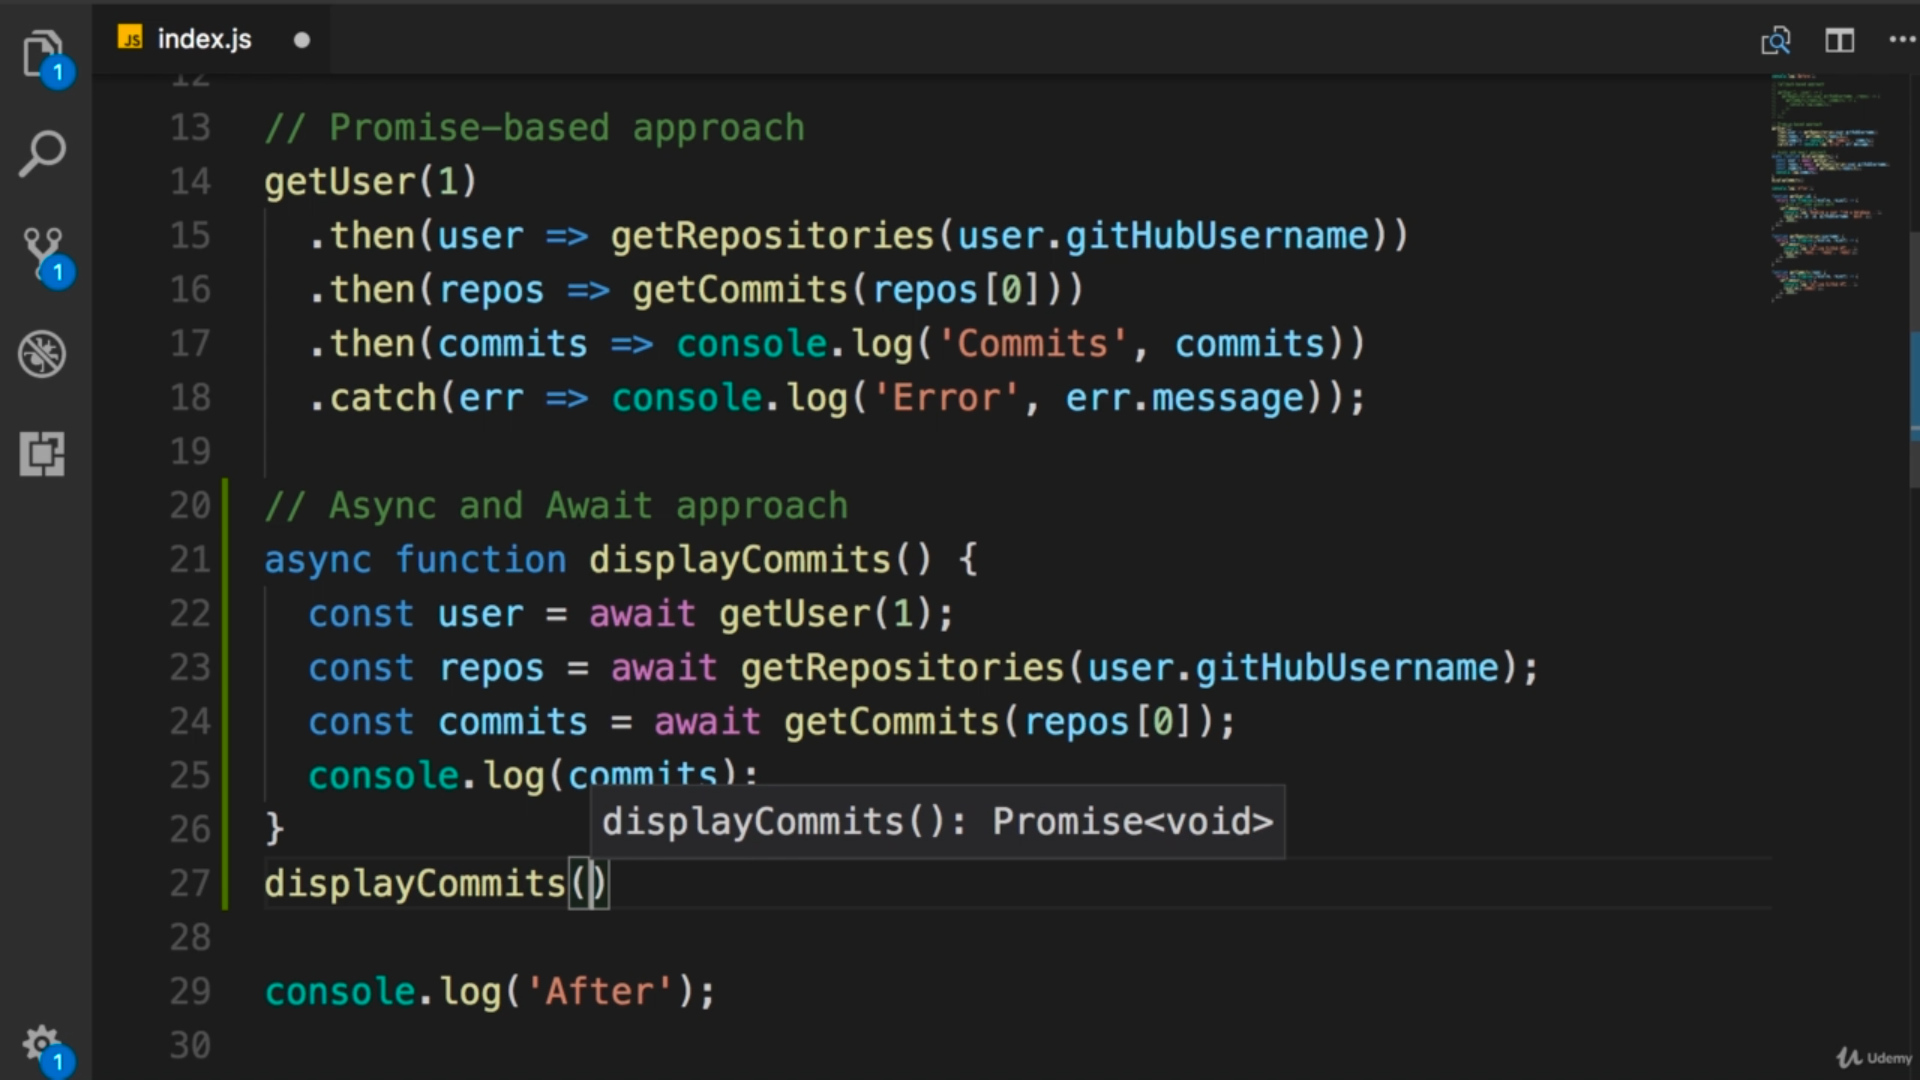 JS index.js
1
12
13 // Promise-based approach
14 getUser(1)
15 .then(user => getRepositories(user.gitHubUsername))
16 .then(repos => getCommits(repos[0]))
17 .then(commits => console.log('Commits', commits))
18 .catch(err => console.log('Error', err.message));
19
20 // Async and Await approach
21 async function displayCommits() {
22 const user = await getUser(1);
23 const repos = await getRepositories(user.gitHubUsername);
24 const commits = await getCommits(repos[0]);
25 console.log(commits);
displayCommits(): Promise<void>
26 }
27 displayCommits()
28
29 console.log('After');
30
1
1
Udemy